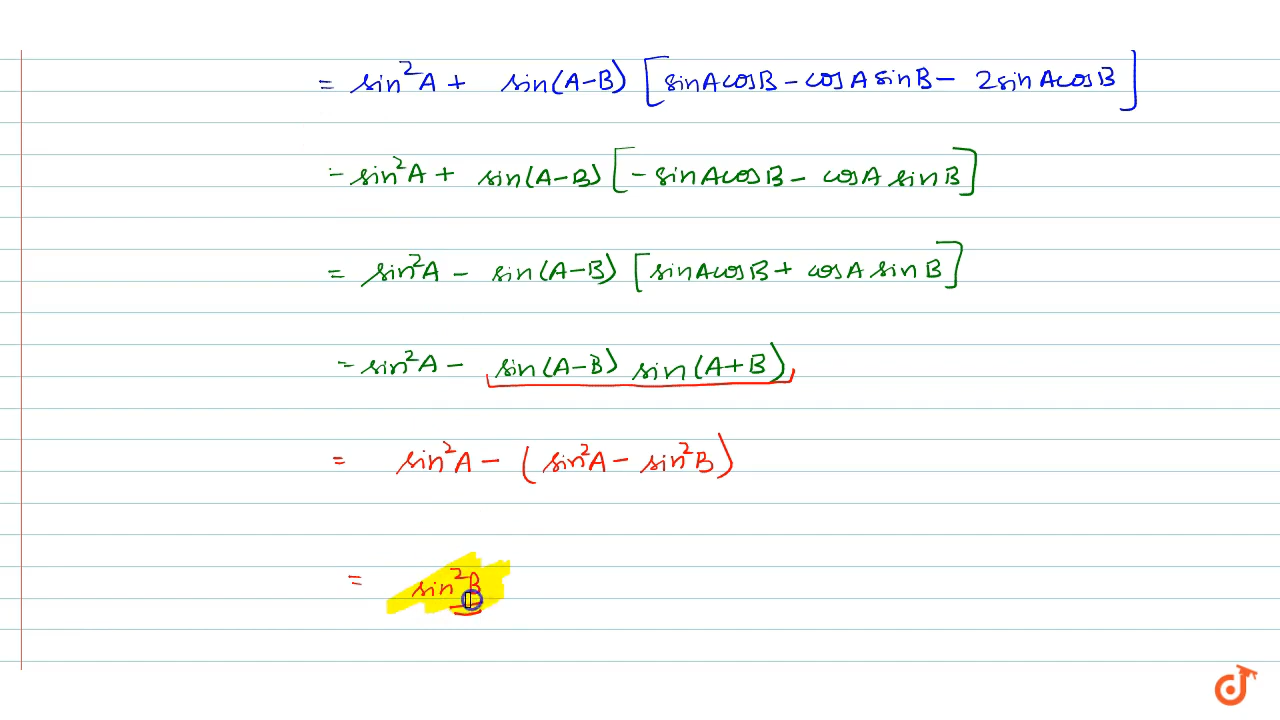 = sin²A + sin(A-B) [sinAcosB - cosA sinB - 2sinAcosB]
= sin²A + sin(A-B) [- sinAcosB - cosA sinB]
= sin²A - sin(A-B) [sinAcosB + cosA sinB]
= sin²A - sin(A-B) sin(A+B)
= sin²A - (sin²A - sin²B)
= sin²B